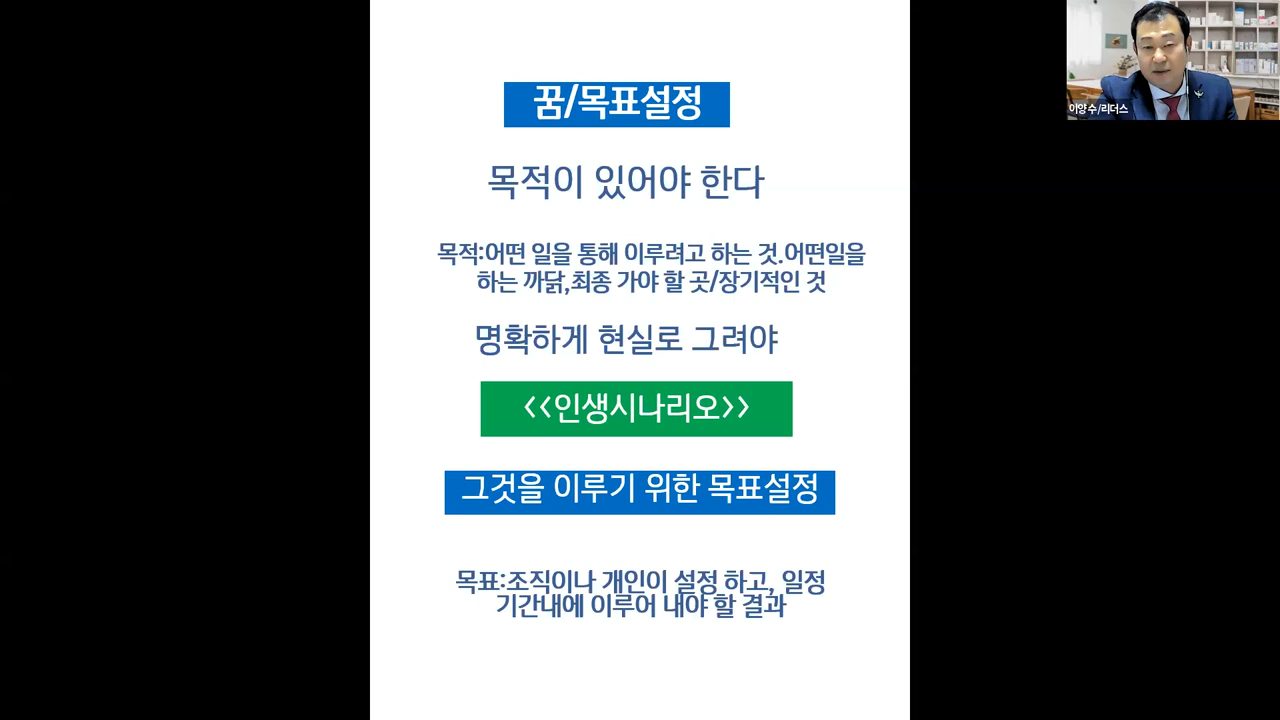 꿈/목표설정
목적이 있어야 한다
목적:어떤 일을 통해 이루려고 하는 것.어떤일을
하는 까닭,최종 가야 할 곳/장기적인 것
명확하게 현실로 그려야
<<인생시나리오>>
그것을 이루기 위한 목표설정
목표:조직이나 개인이 설정 하고, 일정
기간내에 이루어 내야 할 결과
이양수/리더스